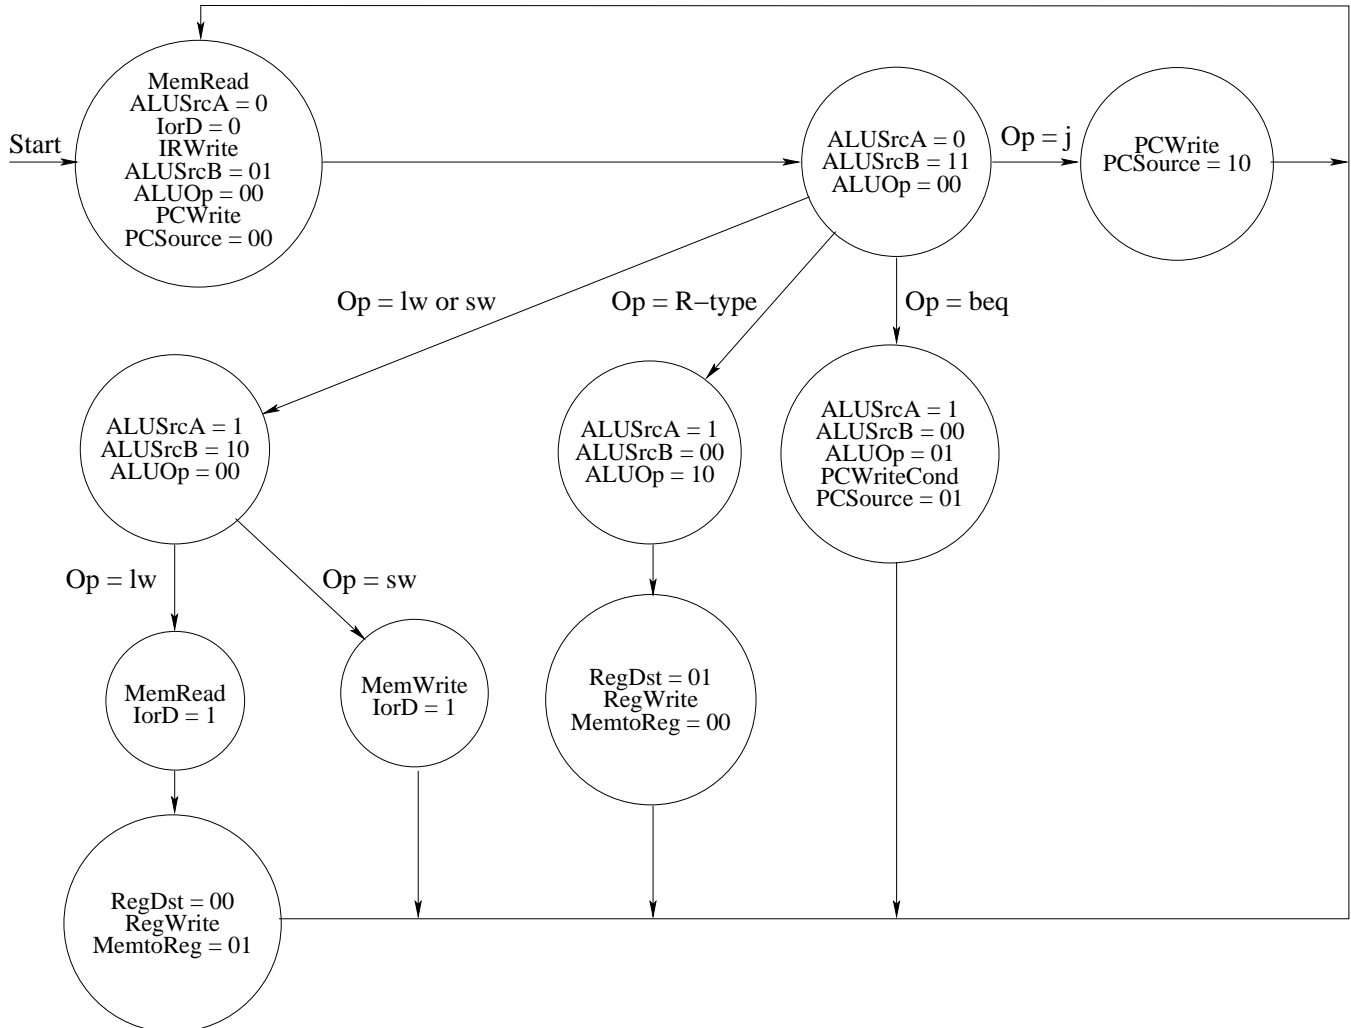 Start
MemRead
ALUSrcA = 0
IorD = 0
IRWrite
ALUSrcB = 01
ALUOp = 00
PCWrite
PCSource = 00
ALUSrcA = 0
ALUSrcB = 11
ALUOp = 00
Op = j
PCWrite
PCSource = 10
Op = lw or sw
Op = R−type
Op = beq
ALUSrcA = 1
ALUSrcB = 10
ALUOp = 00
ALUSrcA = 1
ALUSrcB = 00
ALUOp = 10
ALUSrcA = 1
ALUSrcB = 00
ALUOp = 01
PCWriteCond
PCSource = 01
Op = lw
Op = sw
MemRead
IorD = 1
MemWrite
IorD = 1
RegDst = 01
RegWrite
MemtoReg = 00
RegDst = 00
RegWrite
MemtoReg = 01